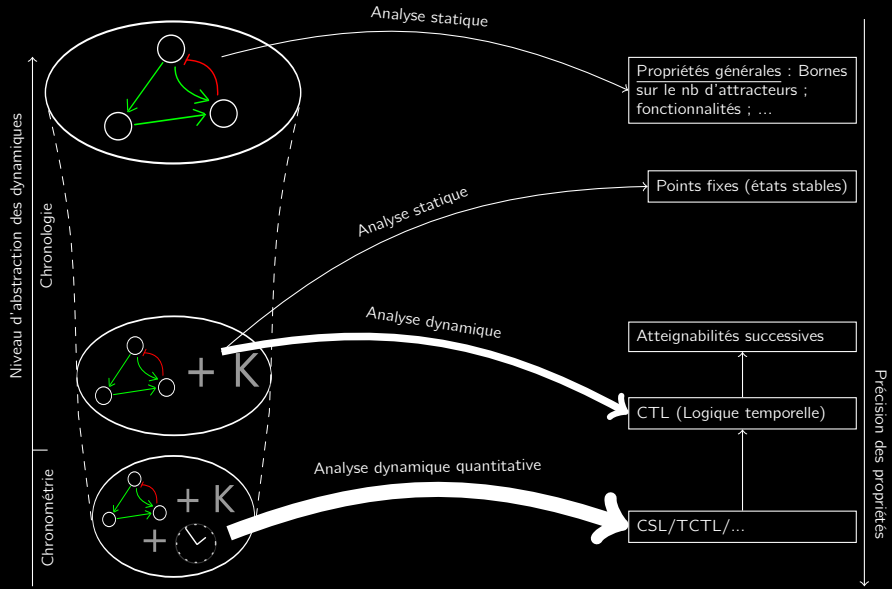 Analyse statique
Propriétés générales : Bornes
sur le nb d'attracteurs ;
fonctionnalités ; ...
Niveau d'abstraction des dynamiques
Chronologie
Analyse statique
Points fixes (états stables)
Analyse dynamique
+ K
Atteignabilités successives
CTL (Logique temporelle)
Précision des propriétés
Chronométrie
Analyse dynamique quantitative
+ K
+
CSL/TCTL/...